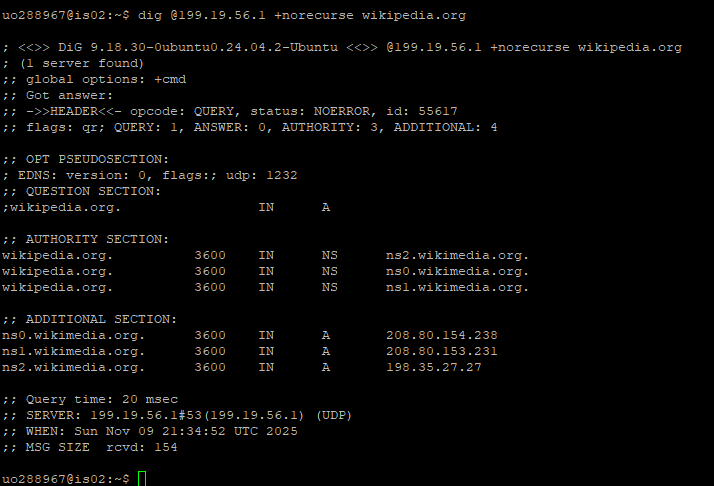 uo288967@is02:~$ dig @199.19.56.1 +norecurse wikipedia.org

; <<>> DiG 9.18.30-0ubuntu0.24.04.2-Ubuntu <<>> @199.19.56.1 +norecurse wikipedia.org
; (1 server found)
;; global options: +cmd
;; Got answer:
;; ->>HEADER<<- opcode: QUERY, status: NOERROR, id: 55617
;; flags: qr; QUERY: 1, ANSWER: 0, AUTHORITY: 3, ADDITIONAL: 4

;; OPT PSEUDOSECTION:
; EDNS: version: 0, flags:; udp: 1232
;; QUESTION SECTION:
;wikipedia.org. IN A

;; AUTHORITY SECTION:
wikipedia.org. 3600 IN NS ns2.wikimedia.org.
wikipedia.org. 3600 IN NS ns0.wikimedia.org.
wikipedia.org. 3600 IN NS ns1.wikimedia.org.

;; ADDITIONAL SECTION:
ns0.wikimedia.org. 3600 IN A 208.80.154.238
ns1.wikimedia.org. 3600 IN A 208.80.153.231
ns2.wikimedia.org. 3600 IN A 198.35.27.27

;; Query time: 20 msec
;; SERVER: 199.19.56.1#53(199.19.56.1) (UDP)
;; WHEN: Sun Nov 09 21:34:52 UTC 2025
;; MSG SIZE rcvd: 154

uo288967@is02:~$